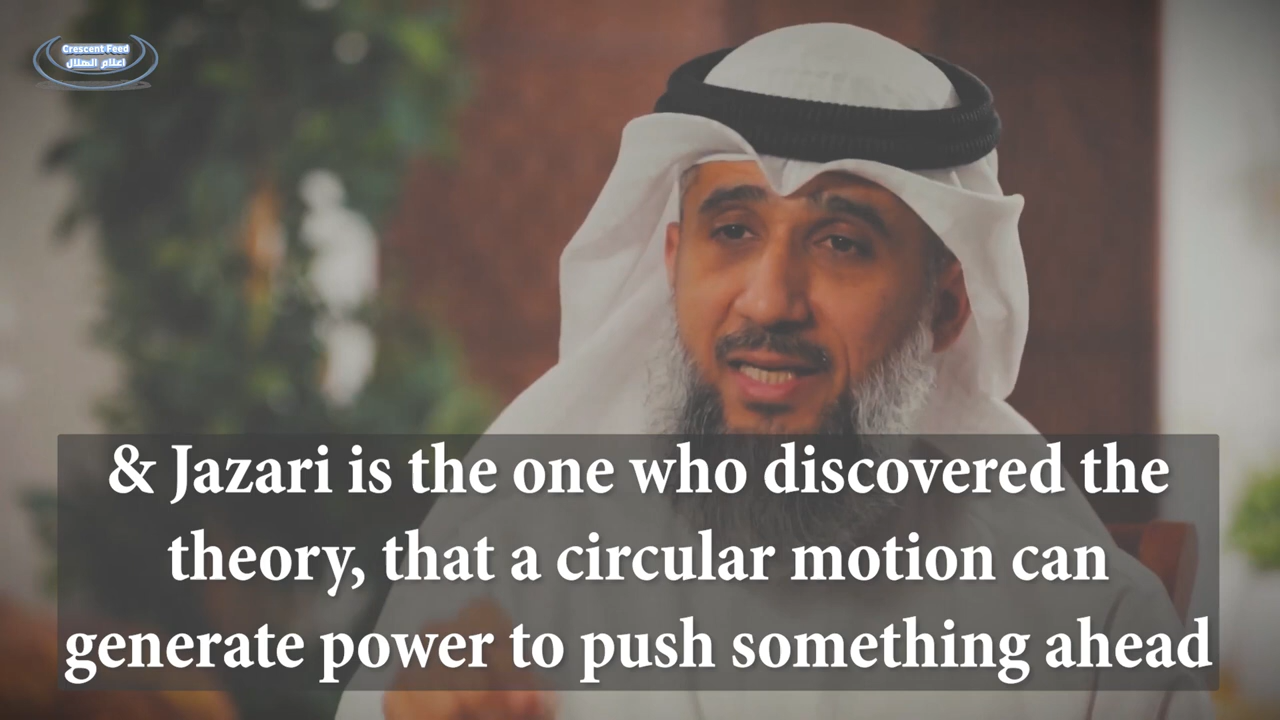 Crescent Feed
اعلام الهلال
& Jazari is the one who discovered the
theory, that a circular motion can
generate power to push something ahead